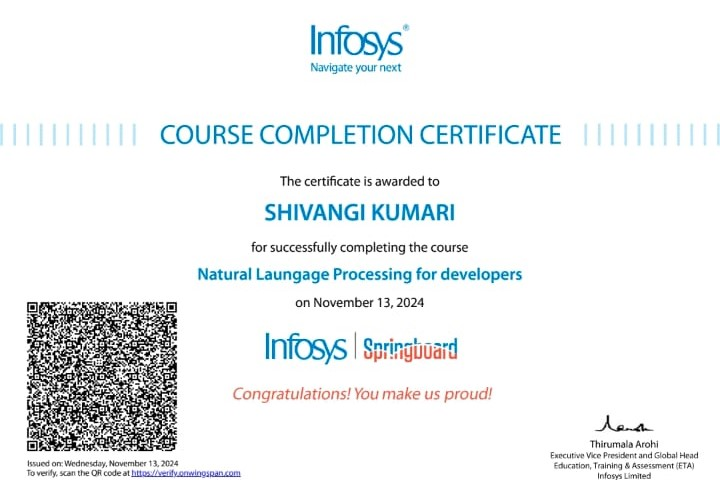 Infosys®
Navigate your next
COURSE COMPLETION CERTIFICATE
The certificate is awarded to
SHIVANGI KUMARI
for successfully completing the course
Natural Laungage Processing for developers
on November 13, 2024
Infosys | Springboard
Congratulations! You make us proud!
Issued on: Wednesday, November 13, 2024
To verify, scan the QR code at https://verify.onwingspan.com
Thirumala Arohi
Executive Vice President and Global Head
Education, Training & Assessment (ETA)
Infosys Limited